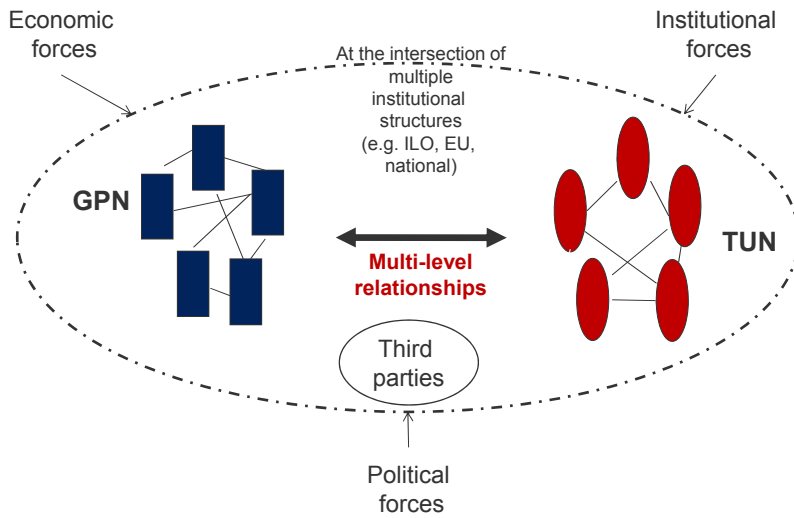 Economic
forces
Institutional
forces
At the intersection of
multiple
institutional
structures
(e.g. ILO, EU,
national)
GPN
TUN
Multi-level
relationships
Third
parties
Political
forces